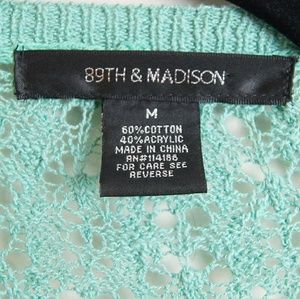 89TH & MADISON
M
60%COTTON
40%ACRYLIC
MADE IN CHINA
RN#114186
FOR CARE SEE
REVERSE